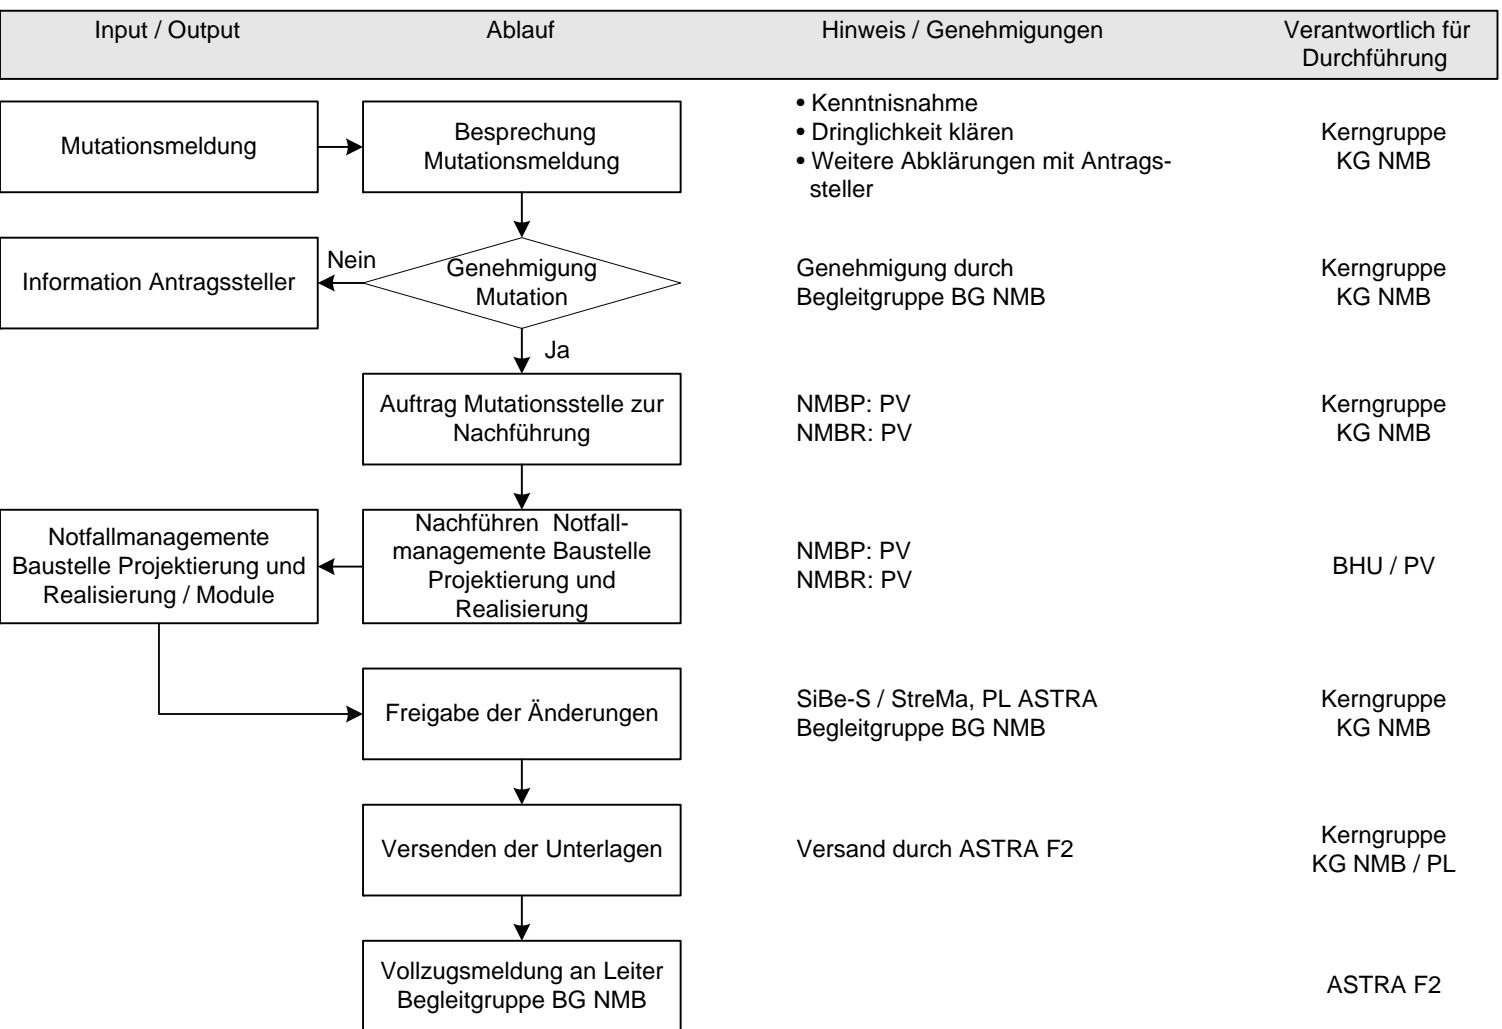 Input / Output
Ablauf
Hinweis / Genehmigungen
Verantwortlich für
Durchführung
Mutationsmeldung
Besprechung
Mutationsmeldung
• Kenntnisnahme
• Dringlichkeit klären
• Weitere Abklärungen mit Antrags-
steller
Kerngruppe
KG NMB
Information Antragssteller
Nein
Genehmigung
Mutation
Genehmigung durch
Begleitgruppe BG NMB
Kerngruppe
KG NMB
Ja
Auftrag Mutationsstelle zur
Nachführung
NMBP: PV
NMBR: PV
Kerngruppe
KG NMB
Notfallmanagemente
Baustelle Projektierung und
Realisierung / Module
Nachführen  Notfall-
managemente Baustelle
Projektierung und
Realisierung
NMBP: PV
NMBR: PV
BHU / PV
Freigabe der Änderungen
SiBe-S / StreMa, PL ASTRA
Begleitgruppe BG NMB
Kerngruppe
KG NMB
Versenden der Unterlagen
Versand durch ASTRA F2
Kerngruppe
KG NMB / PL
Vollzugsmeldung an Leiter
Begleitgruppe BG NMB
ASTRA F2